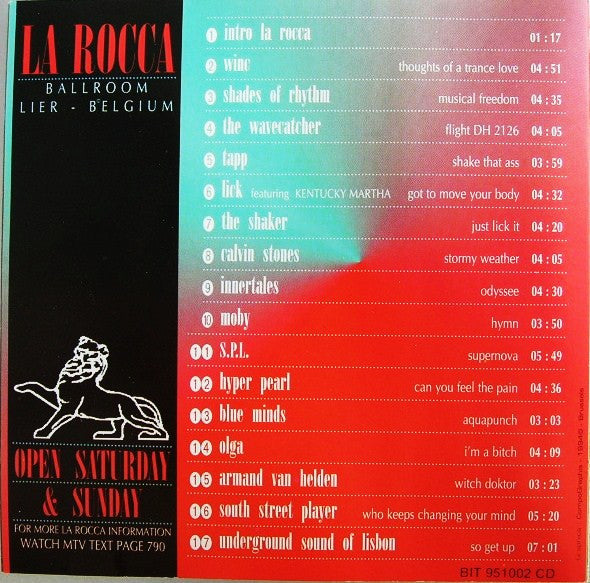 LA ROCCA
BALLROOM
LIER - BELGIUM
OPEN SATURDAY
& SUNDAY
FOR MORE LA ROCCA INFORMATION
WATCH MTV TEXT PAGE 790
1 intro la rocca 01:17
2 winc thoughts of a trance love 04:51
3 shades of rhythm musical freedom 04:35
4 the wavecatcher flight DH 2126 04:05
5 tapp shake that ass 03:59
6 lick featuring KENTUCKY MARTHA got to move your body 04:32
7 the shaker just lick it 04:20
8 calvin stones stormy weather 04:05
9 innertales odyssee 04:30
10 moby hymn 03:50
11 S.P.L. supernova 05:49
12 hyper pearl can you feel the pain 04:36
13 blue minds aquapunch 03:03
14 olga i'm a bitch 04:09
15 armand van helden witch doktor 03:23
16 south street player who keeps changing your mind 05:20
17 underground sound of lisbon so get up 07:01
BIT 951002 CD
1994© - Brussels